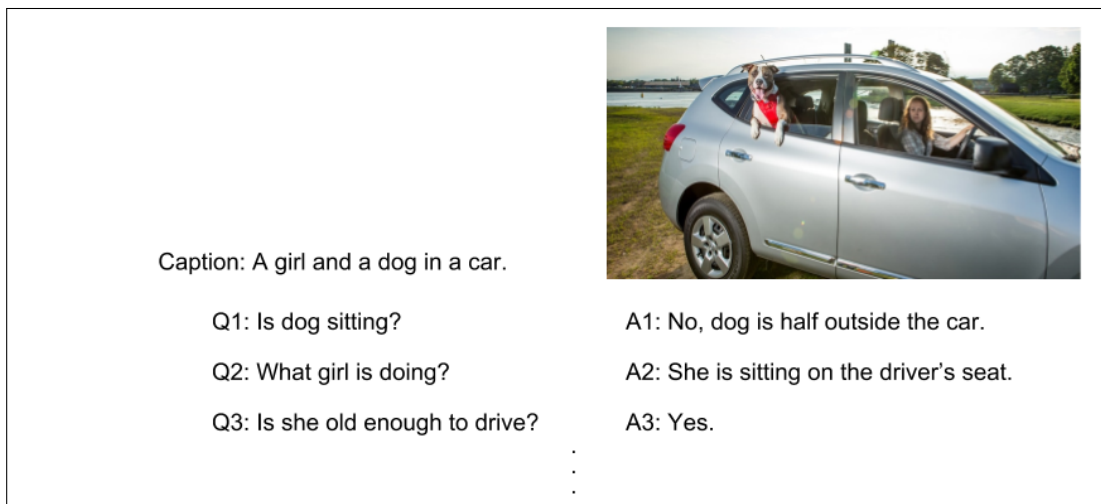 Caption: A girl and a dog in a car.
Q1: Is dog sitting? A1: No, dog is half outside the car.
Q2: What girl is doing? A2: She is sitting on the driver’s seat.
Q3: Is she old enough to drive? A3: Yes.
.
.
.